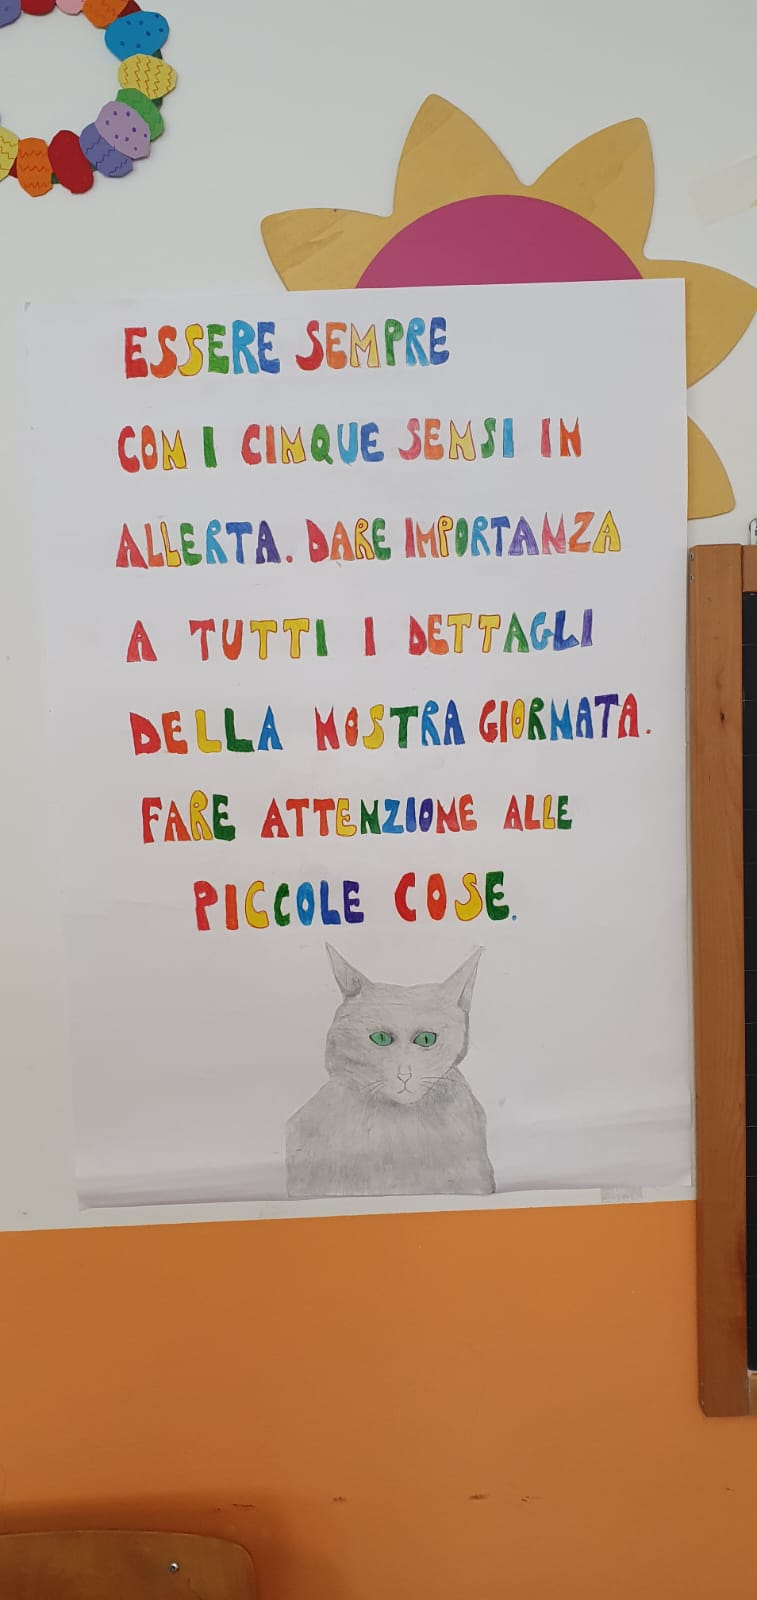 ESSERE SEMPRE
CON I CINQUE SENSI IN
ALLERTA. DARE IMPORTANZA
A TUTTI I DETTAGLI
DELLA NOSTRA GIORNATA.
FARE ATTENZIONE ALLE
PICCOLE COSE.